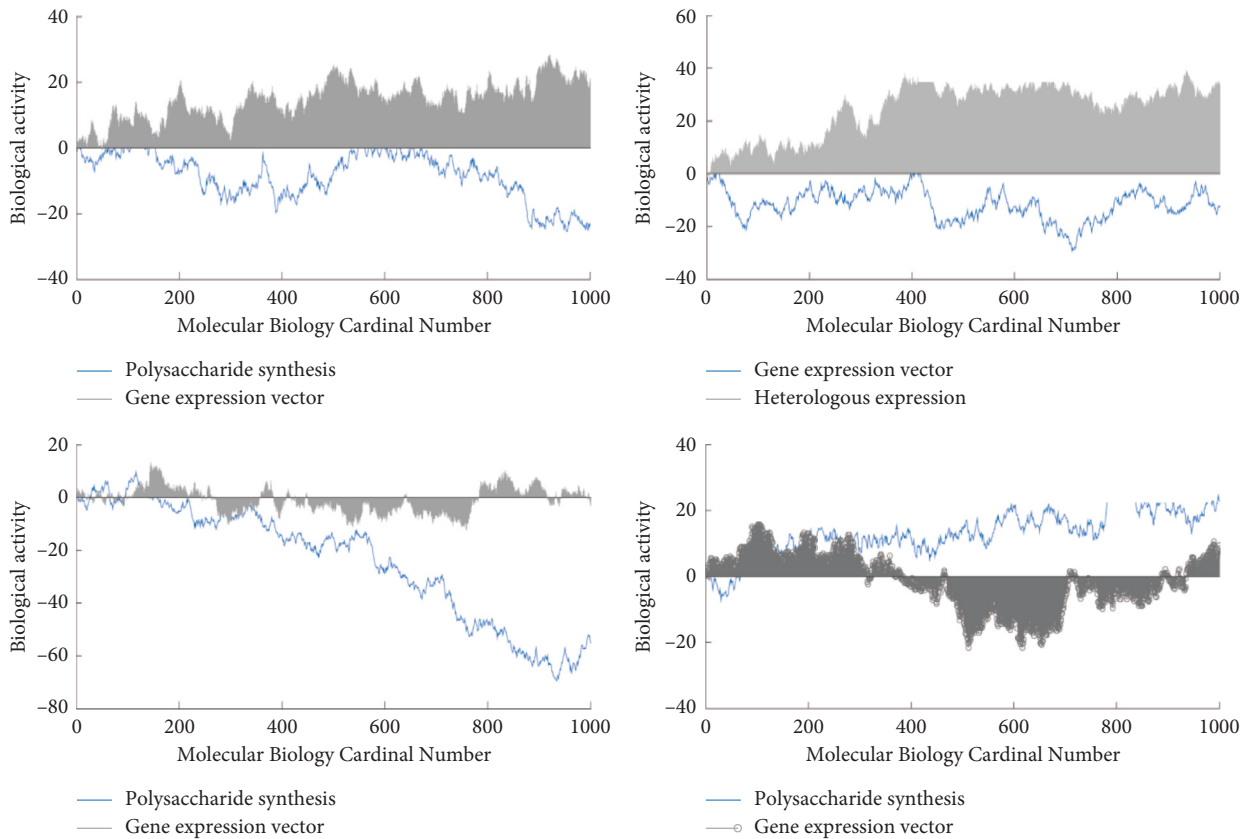 40
20
0
−20
−40
Biological activity
0 200 400 600 800 1000
Molecular Biology Cardinal Number
Polysaccharide synthesis
Gene expression vector
60
40
20
0
−20
−40
Biological activity
0 200 400 600 800 1000
Molecular Biology Cardinal Number
Gene expression vector
Heterologous expression
20
0
−20
−40
−60
−80
Biological activity
0 200 400 600 800 1000
Molecular Biology Cardinal Number
Polysaccharide synthesis
Gene expression vector
40
20
0
−20
−40
Biological activity
0 200 400 600 800 1000
Molecular Biology Cardinal Number
Polysaccharide synthesis
Gene expression vector